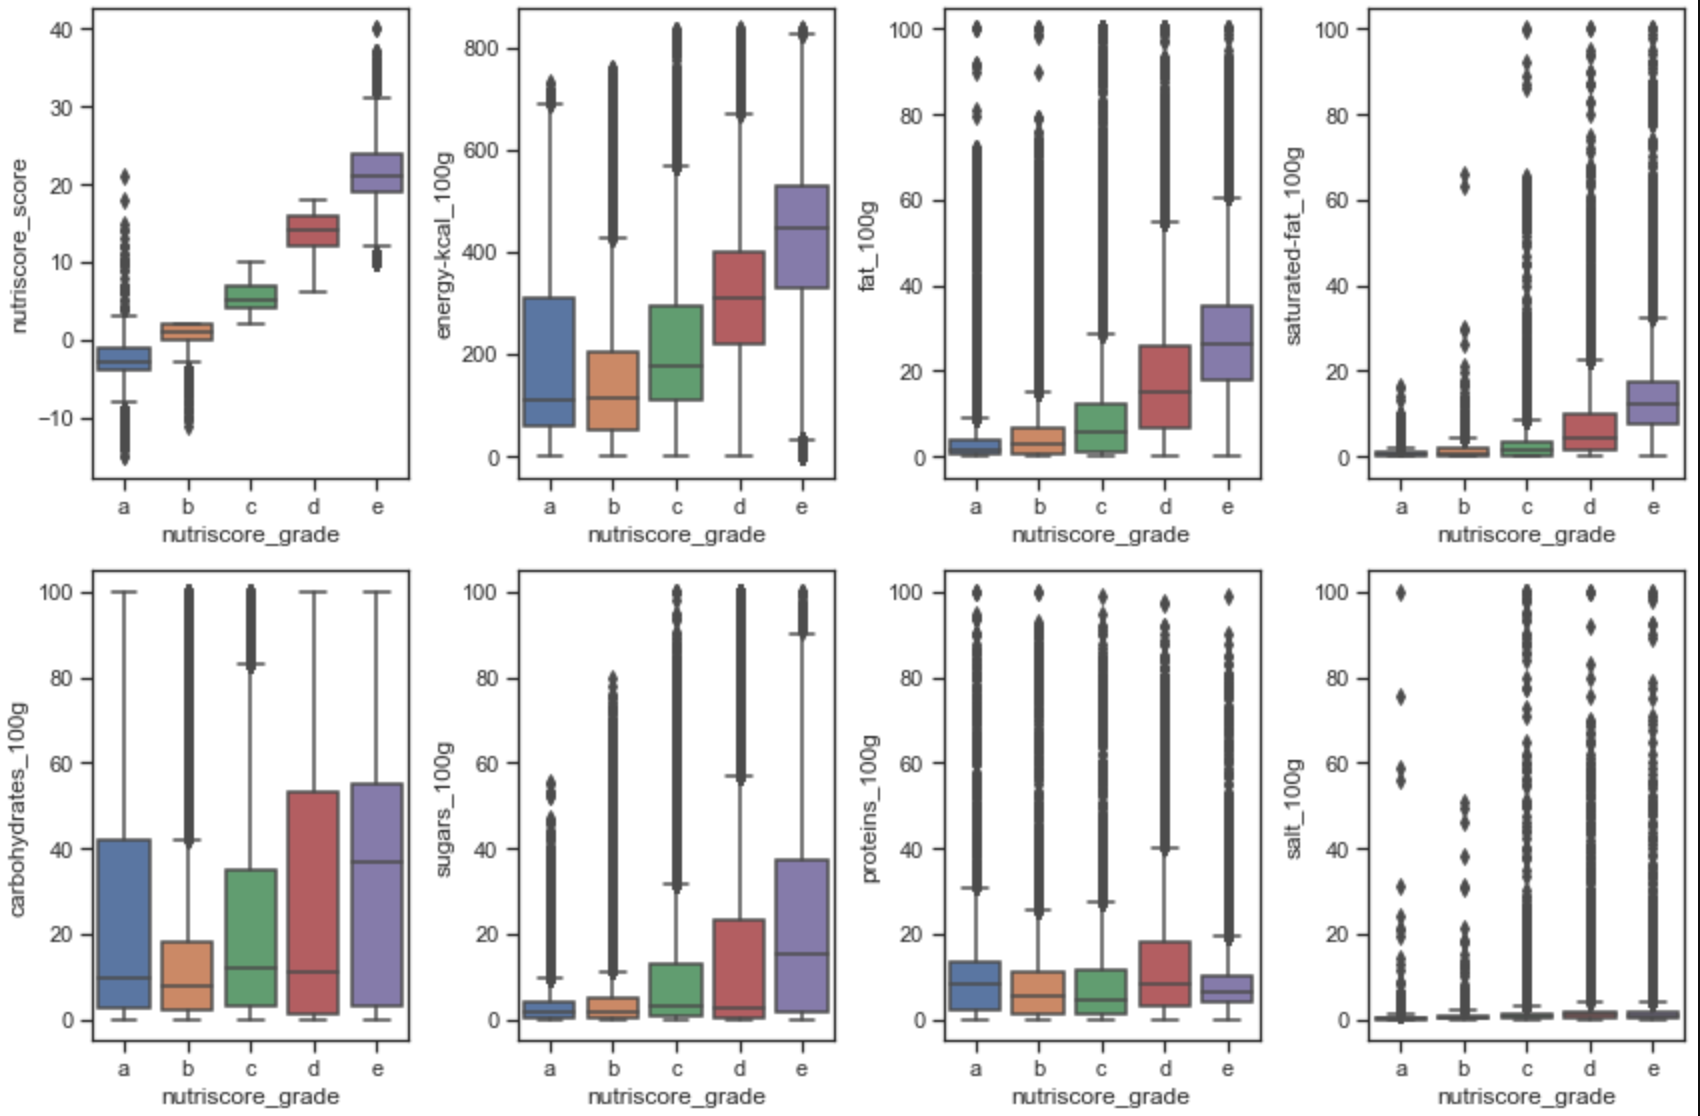 nutriscore_score
40
30
20
10
0
−10
a b c d e
nutriscore_grade
energy-kcal_100g
800
600
400
200
0
a b c d e
nutriscore_grade
fat_100g
100
80
60
40
20
0
a b c d e
nutriscore_grade
saturated-fat_100g
100
80
60
40
20
0
a b c d e
nutriscore_grade
carbohydrates_100g
100
80
60
40
20
0
a b c d e
nutriscore_grade
sugars_100g
100
80
60
40
20
0
a b c d e
nutriscore_grade
proteins_100g
100
80
60
40
20
0
a b c d e
nutriscore_grade
salt_100g
100
80
60
40
20
0
a b c d e
nutriscore_grade